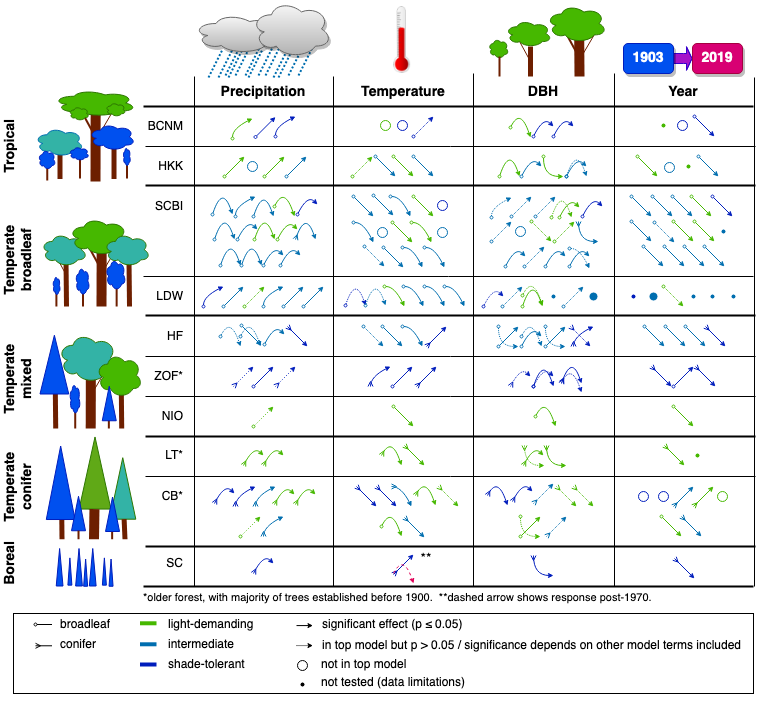 1903 2019
Precipitation Temperature DBH Year
Tropical
BCNM
HKK
Temperate
broadleaf
SCBI
LDW
Temperate
mixed
HF
ZOF*
NIO
Temperate
conifer
LT*
CB*
Boreal
SC
**
*older forest, with majority of trees established before 1900. **dashed arrow shows response post-1970.
broadleaf light-demanding significant effect (p ≤ 0.05)
conifer intermediate in top model but p > 0.05 / significance depends on other model terms included
shade-tolerant not in top model
not tested (data limitations)